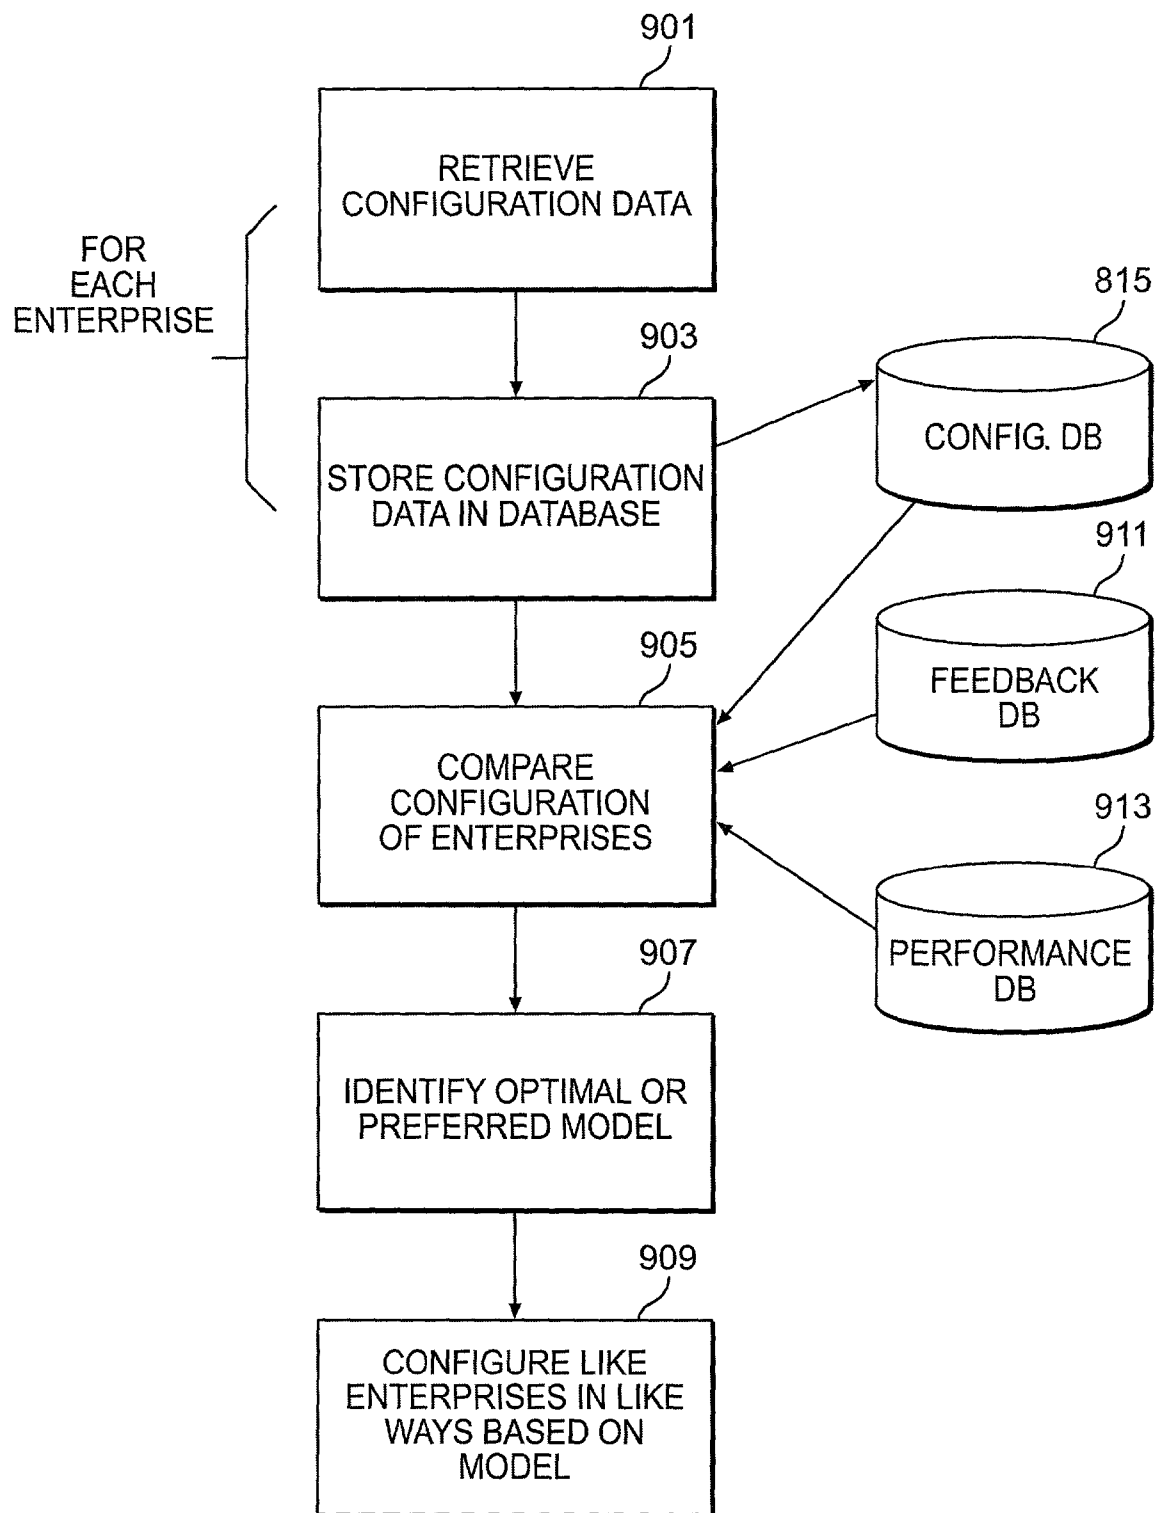 901
RETRIEVE
CONFIGURATION DATA
FOR
EACH
ENTERPRISE
903
STORE CONFIGURATION
DATA IN DATABASE
815
CONFIG. DB
911
FEEDBACK
DB
905
COMPARE
CONFIGURATION
OF ENTERPRISES
913
PERFORMANCE
DB
907
IDENTIFY OPTIMAL OR
PREFERRED MODEL
909
CONFIGURE LIKE
ENTERPRISES IN LIKE
WAYS BASED ON
MODEL